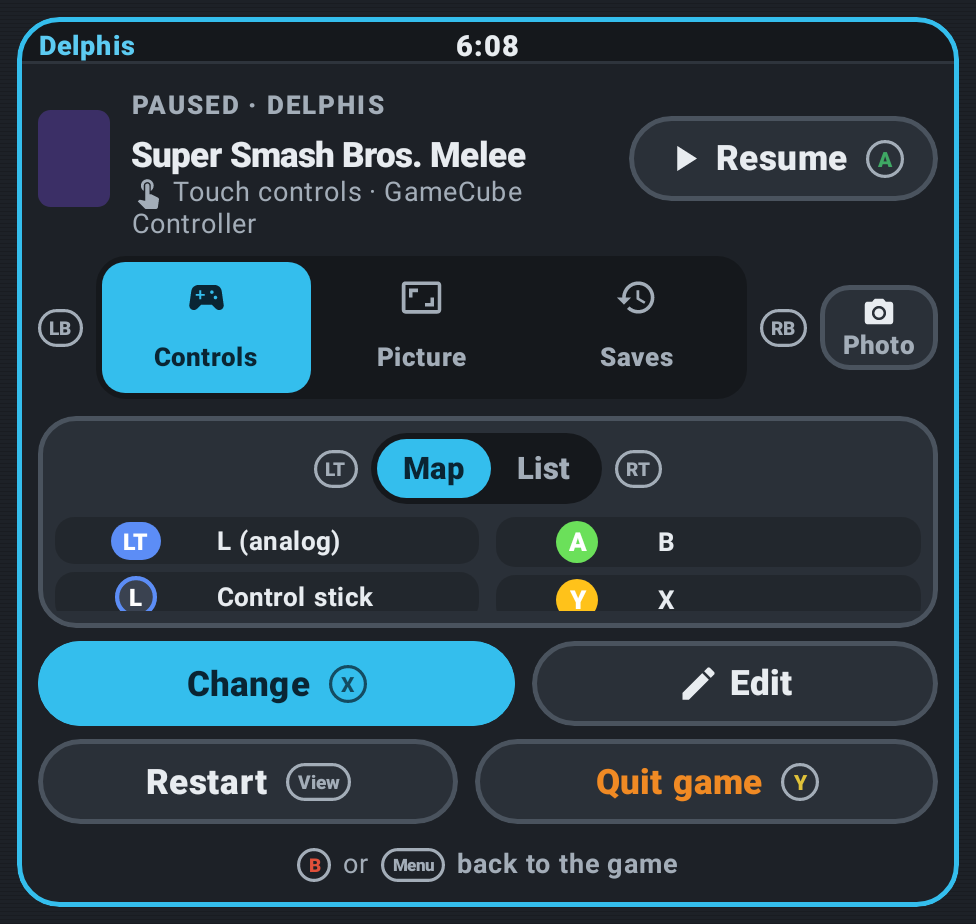 Delphis 6:08
PAUSED · DELPHIS
Super Smash Bros. Melee
Touch controls · GameCube
Controller
Resume A
LB Controls Picture Saves RB Photo
LT Map List RT
LT L (analog) A B
L Control stick Y X
Change X Edit
Restart View Quit game Y
B or Menu back to the game